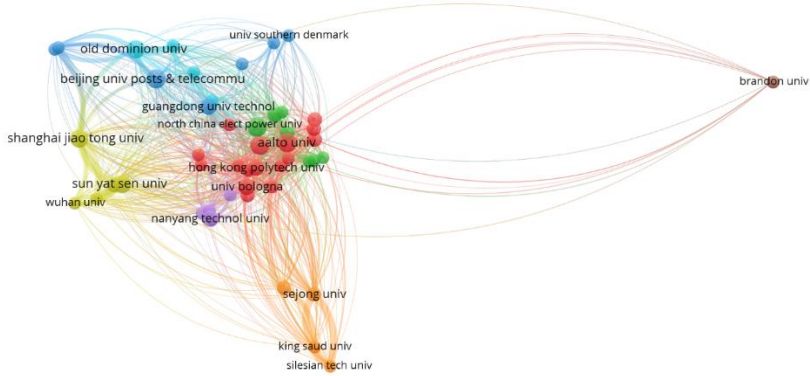 univ southern denmark
old dominion univ
beijing univ posts & telecommu
brandon univ
guangdong univ technol
north china elect power univ
shanghai jiao tong univ
aalto univ
hong kong polytech univ
sun yat sen univ
univ bologna
wuhan univ
nanyang technol univ
sejong univ
king saud univ
silesian tech univ